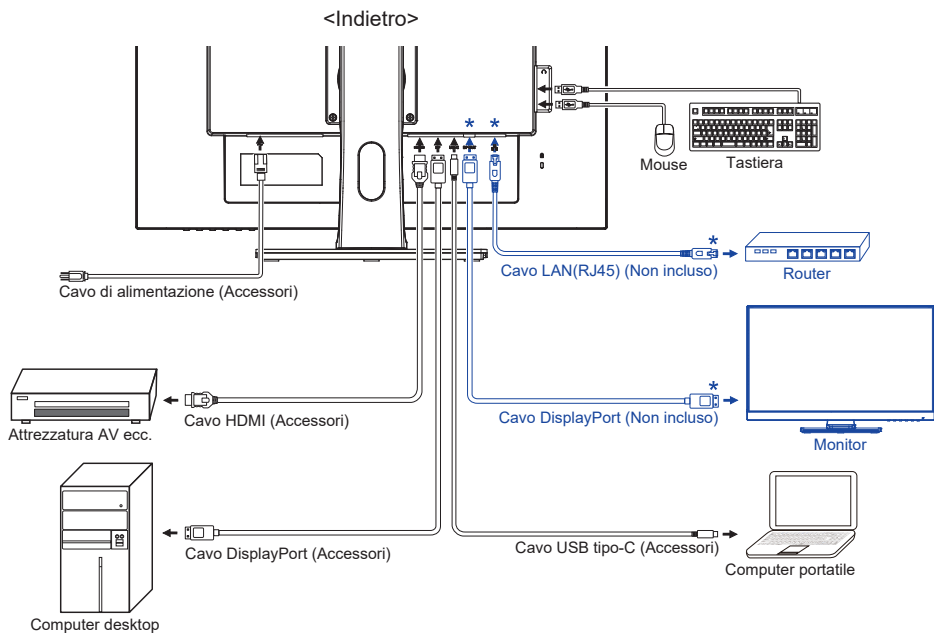 <Indietro>
* *
Mouse
Tastiera
*
Cavo LAN(RJ45) (Non incluso)
Router
Cavo di alimentazione (Accessori)
*
Cavo HDMI (Accessori)
Cavo DisplayPort (Non incluso)
Attrezzatura AV ecc.
Monitor
Cavo DisplayPort (Accessori)
Cavo USB tipo-C (Accessori)
Computer portatile
Computer desktop